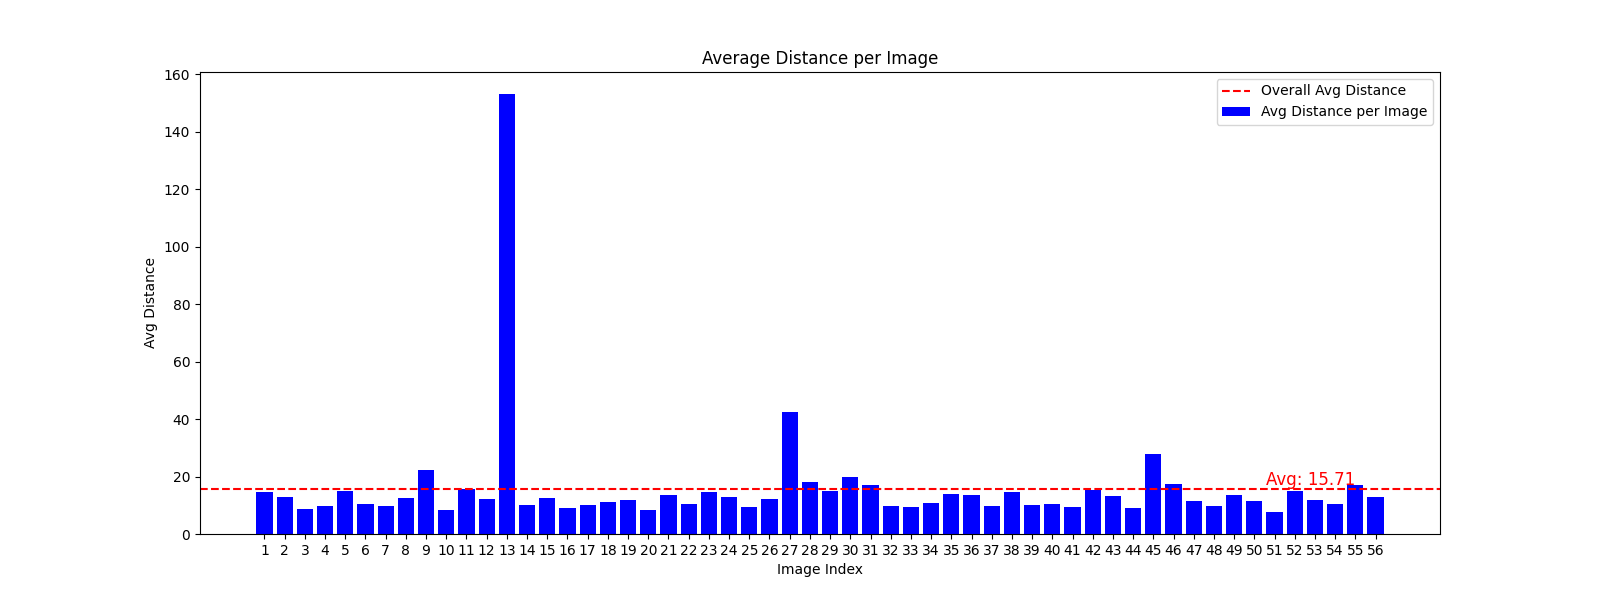 Average Distance per Image
160
140
120
100
80
60
40
20
0
Avg Distance
Overall Avg Distance
Avg Distance per Image
Avg: 15.71
1 2 3 4 5 6 7 8 9 10 11 12 13 14 15 16 17 18 19 20 21 22 23 24 25 26 27 28 29 30 31 32 33 34 35 36 37 38 39 40 41 42 43 44 45 46 47 48 49 50 51 52 53 54 55 56
Image Index